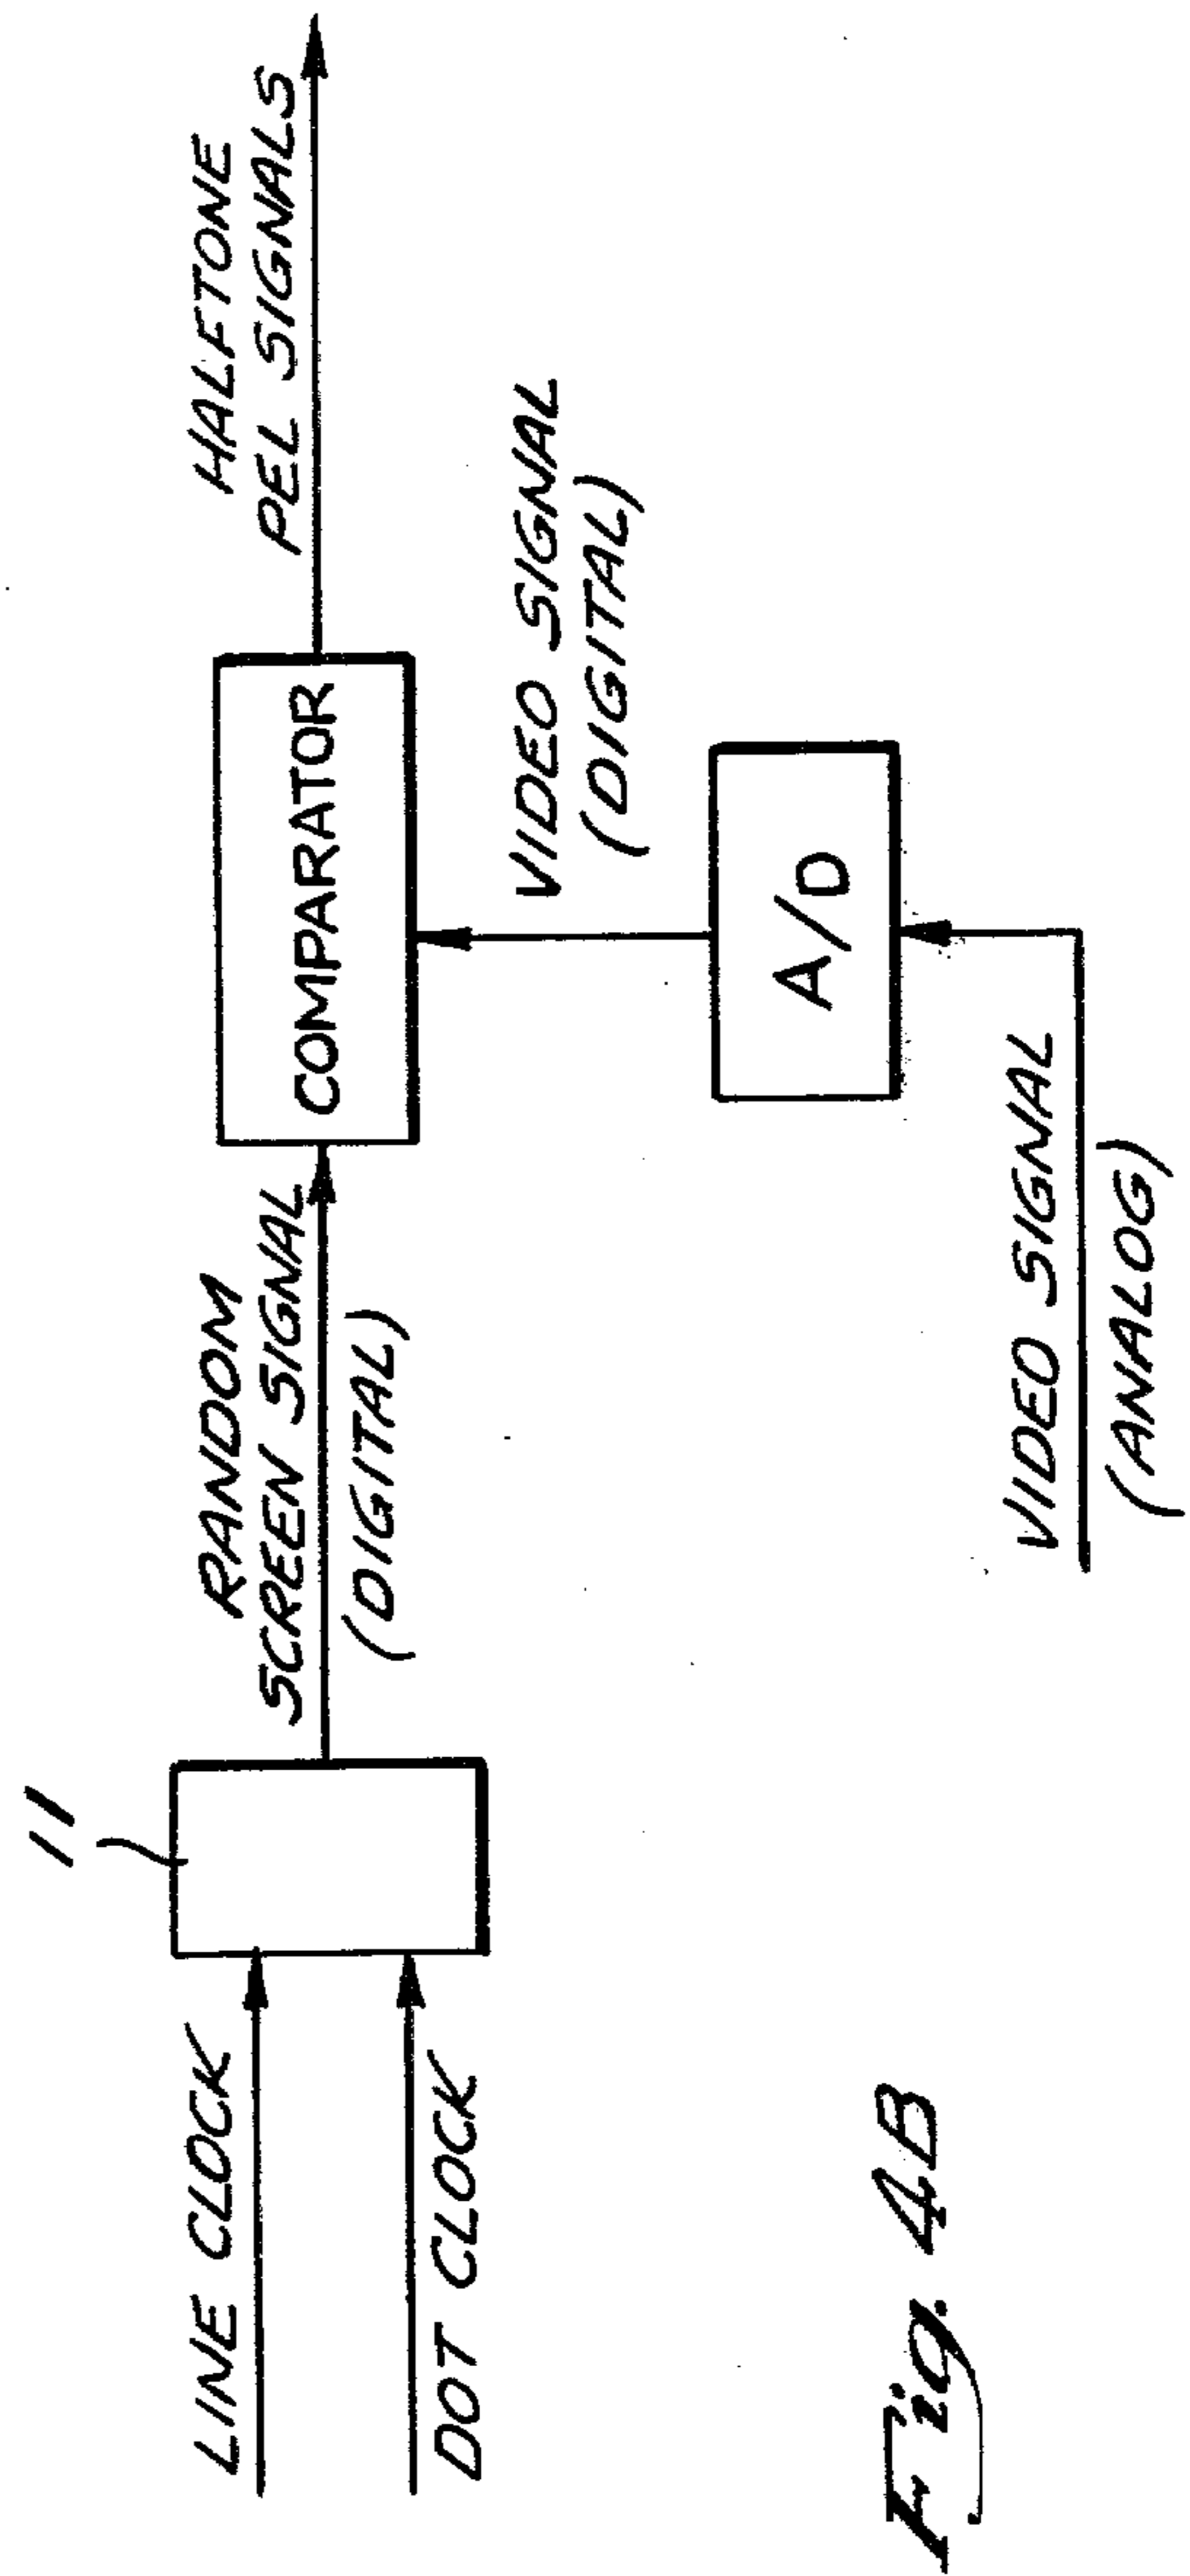 LINE CLOCK
DOT CLOCK
11
RANDOM
SCREEN SIGNAL
(DIGITAL)
COMPARATOR
HALFTONE
PEL SIGNALS
VIDEO SIGNAL
(DIGITAL)
A/D
VIDEO SIGNAL
(ANALOG)
Fig. 4B